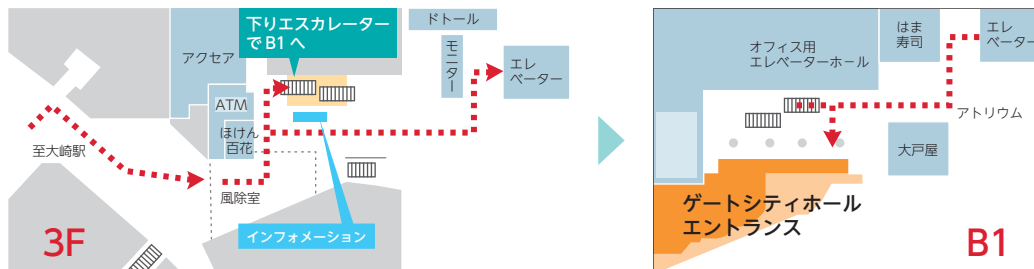 下りエスカレーター
でB1へ
アクセア
ATM
ほけん
百花
ドトール
モニター
エレ
ベーター
至大崎駅
風除室
インフォメーション
3F
オフィス用
エレベーターホール
はま
寿司
エレ
ベーター
アトリウム
大戸屋
ゲートシティホール
エントランス
B1